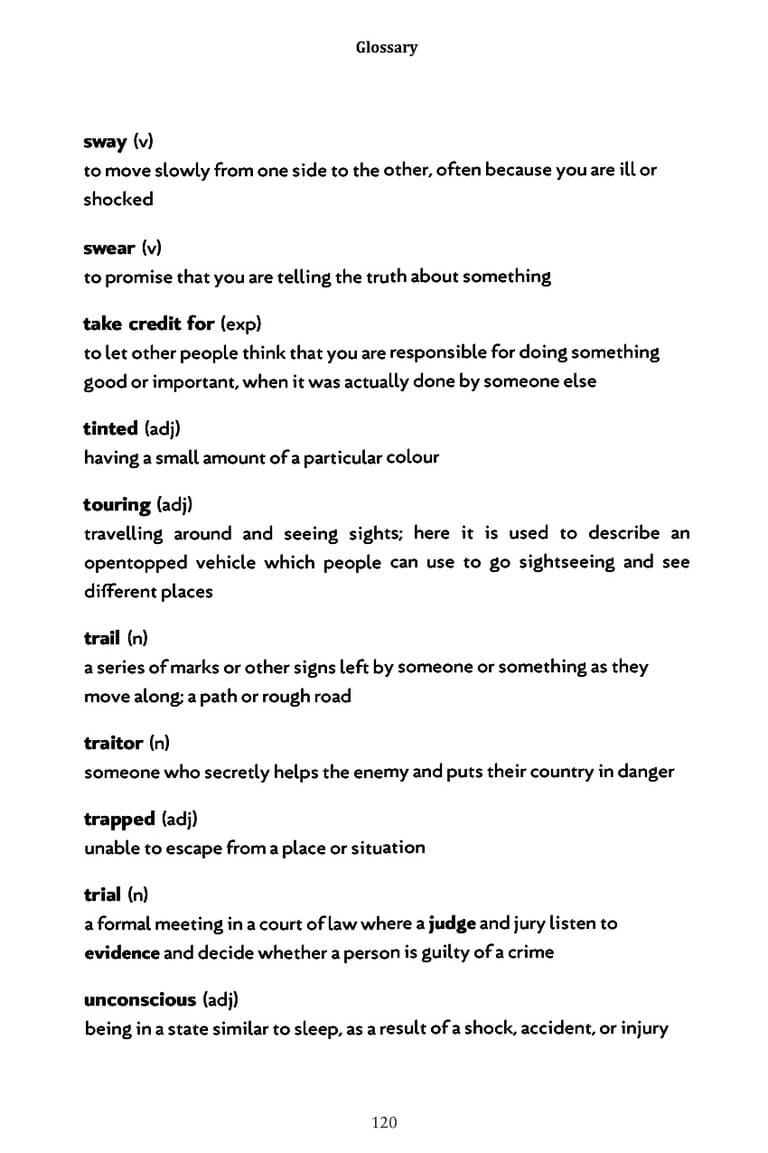 Glossary
sway (v)
to move slowly from one side to the other, often because you are ill or
shocked
swear (v)
to promise that you are telling the truth about something
take credit for (exp)
to let other people think that you are responsible for doing something
good or important, when it was actually done by someone else
tinted (adj)
having a small amount of a particular colour
touring (adj)
travelling around and seeing sights; here it is used to describe an
opentopped vehicle which people can use to go sightseeing and see
different places
trail (n)
a series of marks or other signs left by someone or something as they
move along; a path or rough road
traitor (n)
someone who secretly helps the enemy and puts their country in danger
trapped (adj)
unable to escape from a place or situation
trial (n)
a formal meeting in a court of law where a judge and jury listen to
evidence and decide whether a person is guilty of a crime
unconscious (adj)
being in a state similar to sleep, as a result of a shock, accident, or injury
120